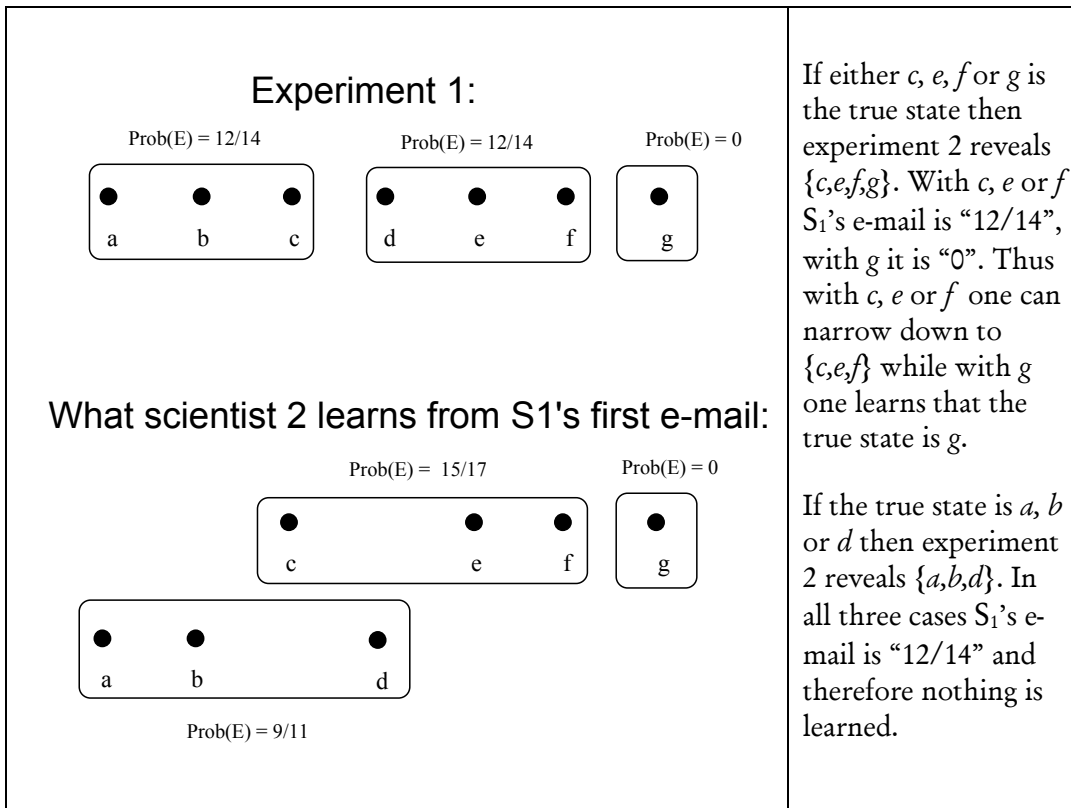 Experiment 1:
Prob(E) = 12/14
Prob(E) = 12/14
Prob(E) = 0
a b c
d e f
g
What scientist 2 learns from S1's first e-mail:
Prob(E) = 15/17
Prob(E) = 0
c e f
g
a b d
Prob(E) = 9/11
If either c, e, f or g is
the true state then
experiment 2 reveals
{c,e,f,g}. With c, e or f
S₁’s e-mail is “12/14”,
with g it is “0”. Thus
with c, e or f one can
narrow down to
{c,e,f} while with g
one learns that the
true state is g.
If the true state is a, b
or d then experiment
2 reveals {a,b,d}. In
all three cases S₁’s e-
mail is “12/14” and
therefore nothing is
learned.